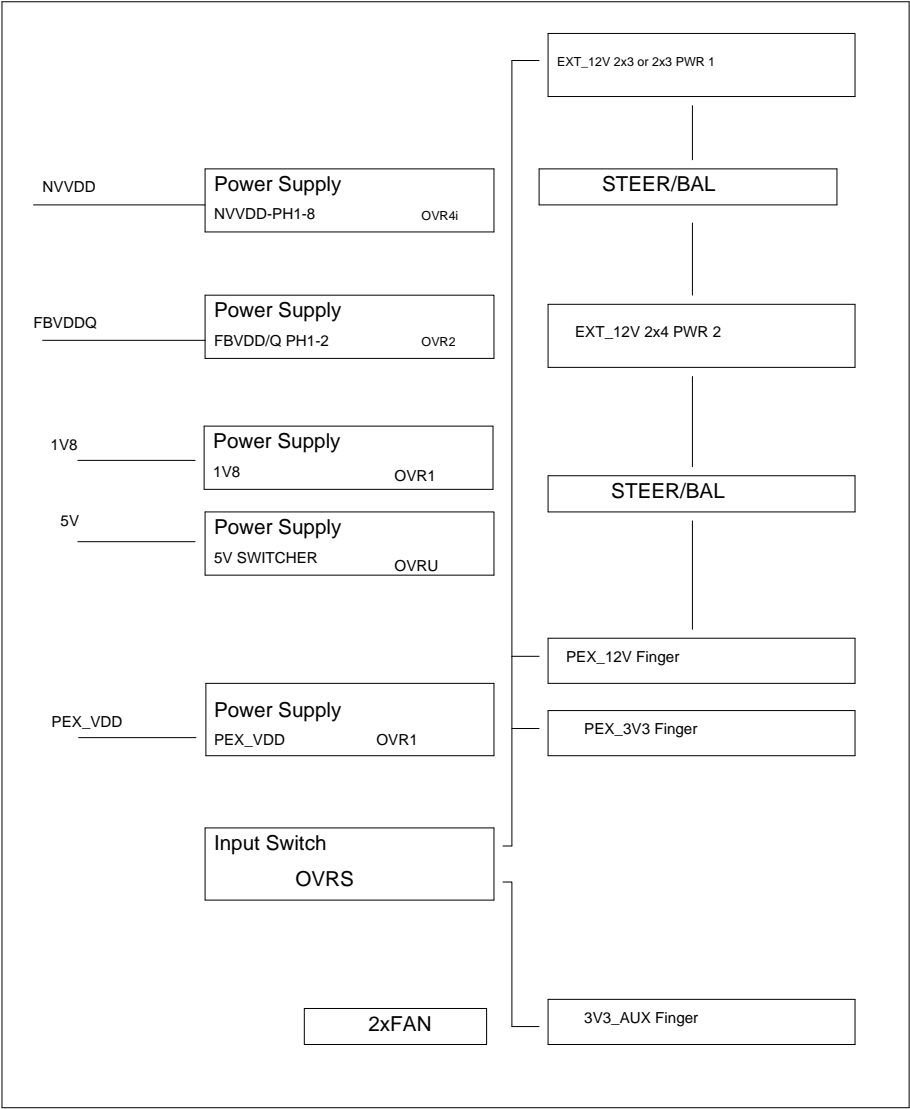 EXT_12V 2x3 or 2x3 PWR 1
NVVDD
Power Supply
NVVDD-PH1-8 OVR4i
STEER/BAL
FBVDDQ
Power Supply
FBVDD/Q PH1-2 OVR2
EXT_12V 2x4 PWR 2
1V8
Power Supply
1V8 OVR1
STEER/BAL
5V
Power Supply
5V SWITCHER OVRU
PEX_12V Finger
PEX_VDD
Power Supply
PEX_VDD OVR1
PEX_3V3 Finger
Input Switch
OVRS
2xFAN
3V3_AUX Finger